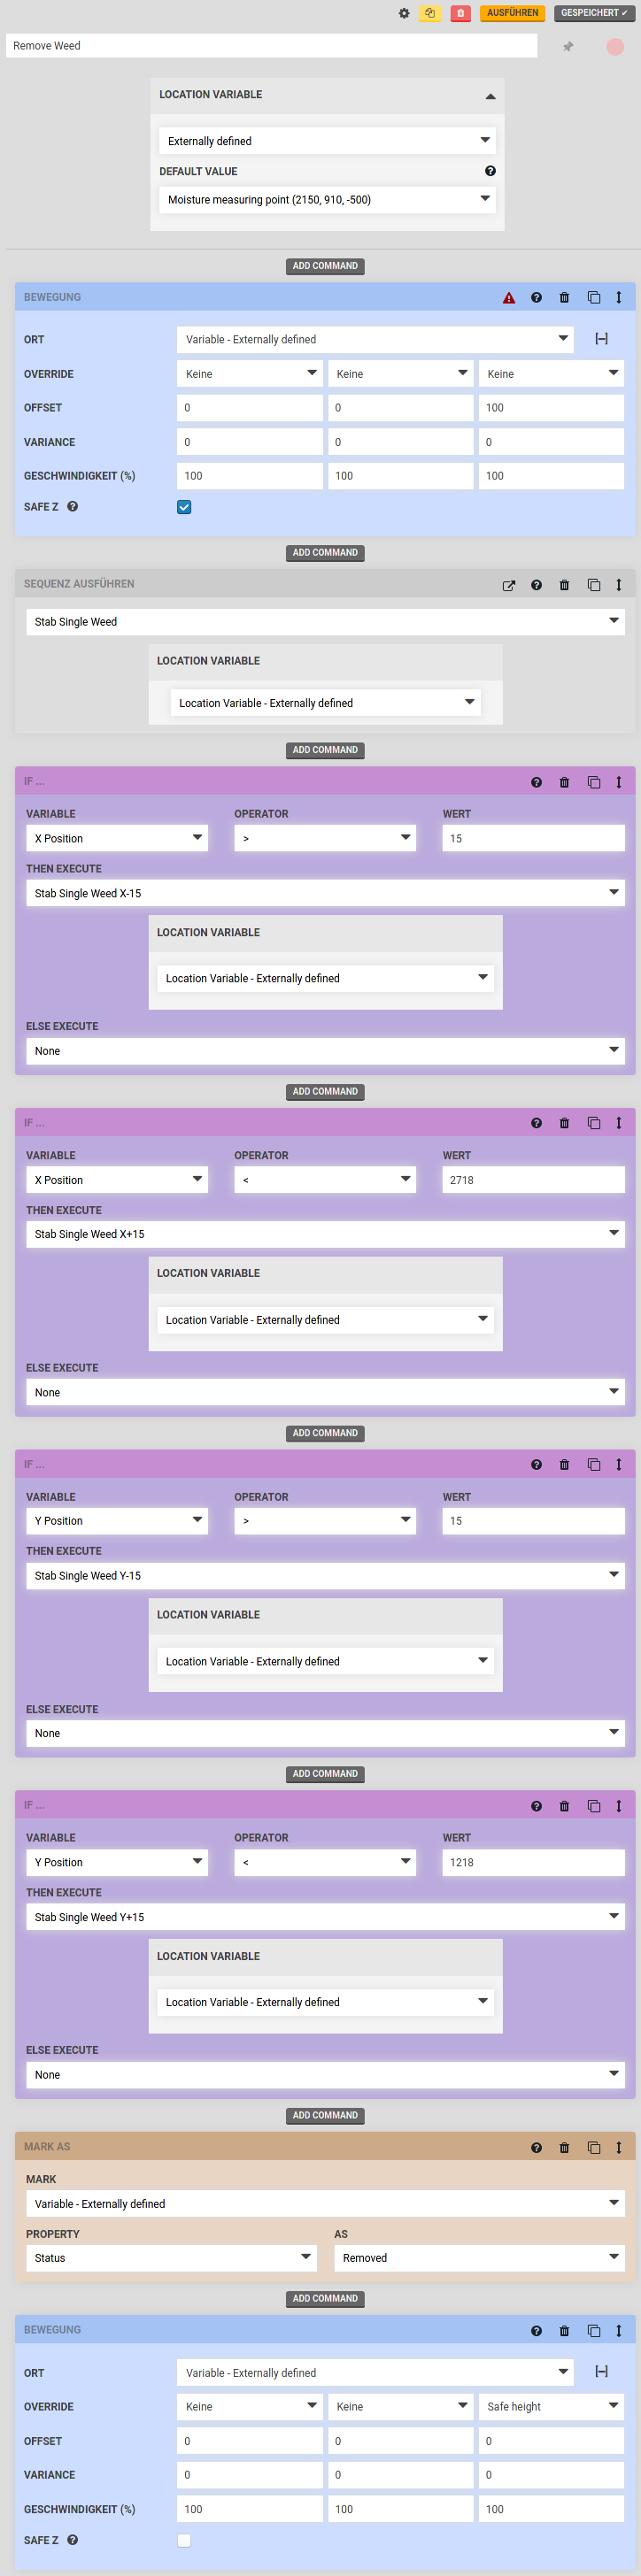 AUSFÜHREN GESPEICHERT ✔
Remove Weed
LOCATION VARIABLE
Externally defined
DEFAULT VALUE
Moisture measuring point (2150, 910, -500)
ADD COMMAND
BEWEGUNG
ORT Variable - Externally defined
OVERRIDE Keine Keine Keine
OFFSET 0 0 100
VARIANCE 0 0 0
GESCHWINDIGKEIT (%) 100 100 100
SAFE Z
ADD COMMAND
SEQUENZ AUSFÜHREN
Stab Single Weed
LOCATION VARIABLE
Location Variable - Externally defined
ADD COMMAND
IF ...
VARIABLE OPERATOR WERT
X Position > 15
THEN EXECUTE
Stab Single Weed X-15
LOCATION VARIABLE
Location Variable - Externally defined
ELSE EXECUTE
None
ADD COMMAND
IF ...
VARIABLE OPERATOR WERT
X Position < 2718
THEN EXECUTE
Stab Single Weed X+15
LOCATION VARIABLE
Location Variable - Externally defined
ELSE EXECUTE
None
ADD COMMAND
IF ...
VARIABLE OPERATOR WERT
Y Position > 15
THEN EXECUTE
Stab Single Weed Y-15
LOCATION VARIABLE
Location Variable - Externally defined
ELSE EXECUTE
None
ADD COMMAND
IF ...
VARIABLE OPERATOR WERT
Y Position < 1218
THEN EXECUTE
Stab Single Weed Y+15
LOCATION VARIABLE
Location Variable - Externally defined
ELSE EXECUTE
None
ADD COMMAND
MARK AS
MARK
Variable - Externally defined
PROPERTY AS
Status Removed
ADD COMMAND
BEWEGUNG
ORT Variable - Externally defined
OVERRIDE Keine Keine Safe height
OFFSET 0 0 0
VARIANCE 0 0 0
GESCHWINDIGKEIT (%) 100 100 100
SAFE Z